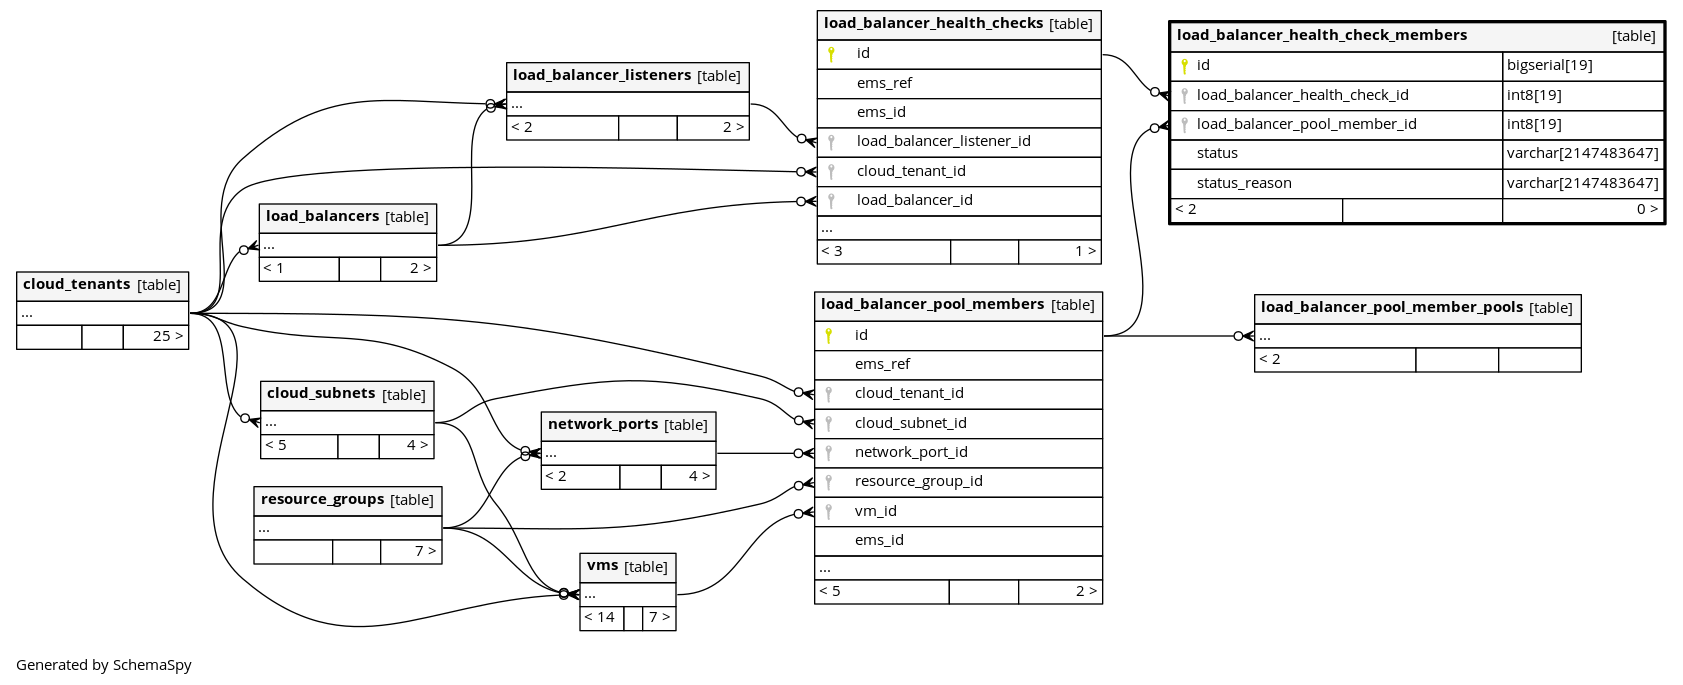 load_balancer_health_checks [table]
id
ems_ref
ems_id
load_balancer_listener_id
cloud_tenant_id
load_balancer_id
...
< 3 1 >
load_balancer_health_check_members [table]
id bigserial[19]
load_balancer_health_check_id int8[19]
load_balancer_pool_member_id int8[19]
status varchar[2147483647]
status_reason varchar[2147483647]
< 2 0 >
load_balancer_listeners [table]
...
< 2 2 >
load_balancers [table]
...
< 1 2 >
cloud_tenants [table]
...
25 >
load_balancer_pool_members [table]
id
ems_ref
cloud_tenant_id
cloud_subnet_id
network_port_id
resource_group_id
vm_id
ems_id
...
< 5 2 >
load_balancer_pool_member_pools [table]
...
< 2
cloud_subnets [table]
...
< 5 4 >
network_ports [table]
...
< 2 4 >
resource_groups [table]
...
7 >
vms [table]
...
< 14 7 >
Generated by SchemaSpy